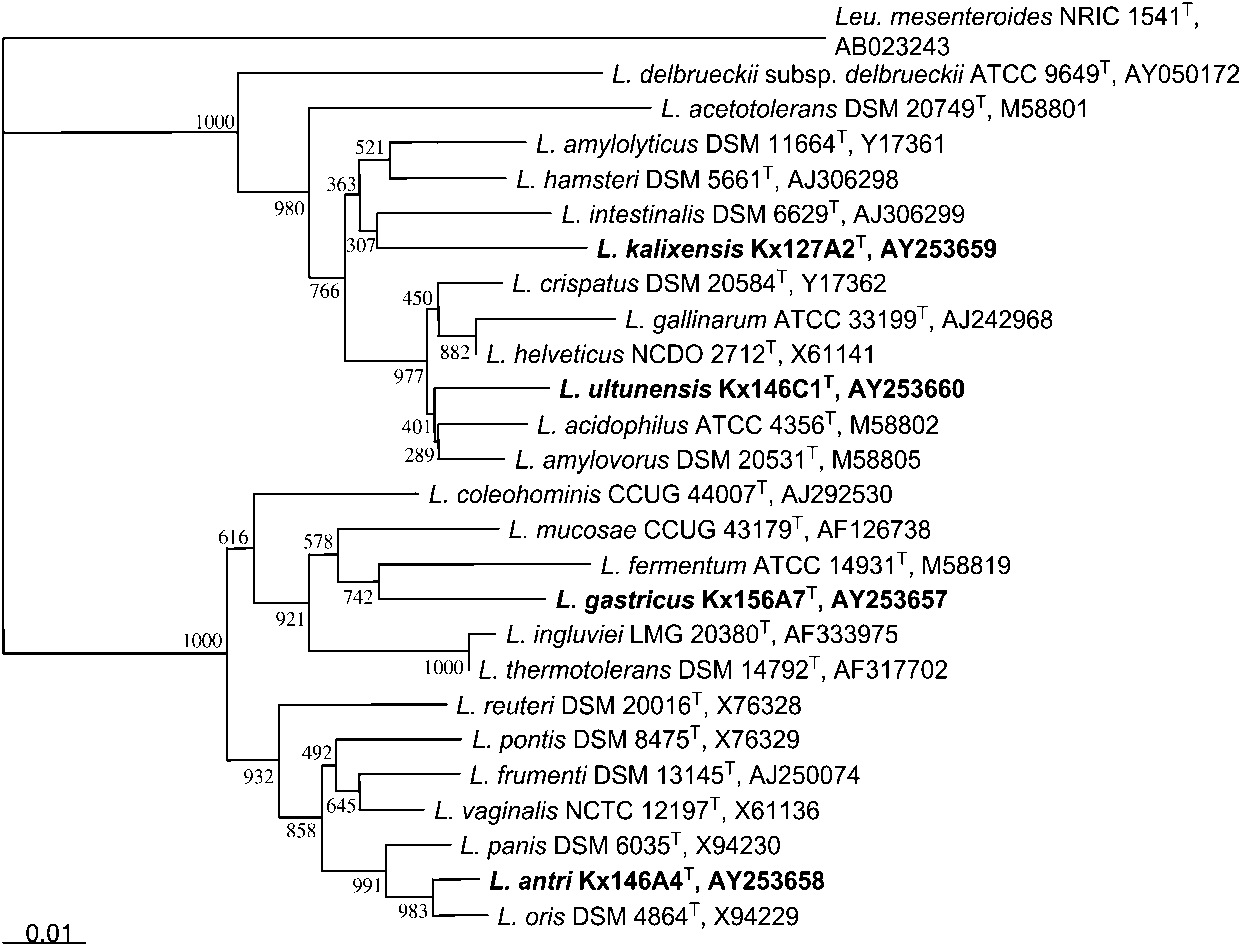 Leu. mesenteroides NRIC 1541T,
AB023243
L. delbrueckii subsp. delbrueckii ATCC 9649T, AY050172
L. acetotolerans DSM 20749T, M58801
1000
L. amylolyticus DSM 11664T, Y17361
521
L. hamsteri DSM 5661T, AJ306298
363
980
L. intestinalis DSM 6629T, AJ306299
307
L. kalixensis Kx127A2T, AY253659
766
L. crispatus DSM 20584T, Y17362
450
L. gallinarum ATCC 33199T, AJ242968
882
L. helveticus NCDO 2712T, X61141
977
L. ultunensis Kx146C1T, AY253660
401
L. acidophilus ATCC 4356T, M58802
289
L. amylovorus DSM 20531T, M58805
L. coleohominis CCUG 44007T, AJ292530
616
L. mucosae CCUG 43179T, AF126738
578
L. fermentum ATCC 14931T, M58819
742
L. gastricus Kx156A7T, AY253657
921
L. ingluviei LMG 20380T, AF333975
1000
1000
L. thermotolerans DSM 14792T, AF317702
L. reuteri DSM 20016T, X76328
L. pontis DSM 8475T, X76329
492
932
L. frumenti DSM 13145T, AJ250074
645
L. vaginalis NCTC 12197T, X61136
858
L. panis DSM 6035T, X94230
991
L. antri Kx146A4T, AY253658
983
L. oris DSM 4864T, X94229
0.01